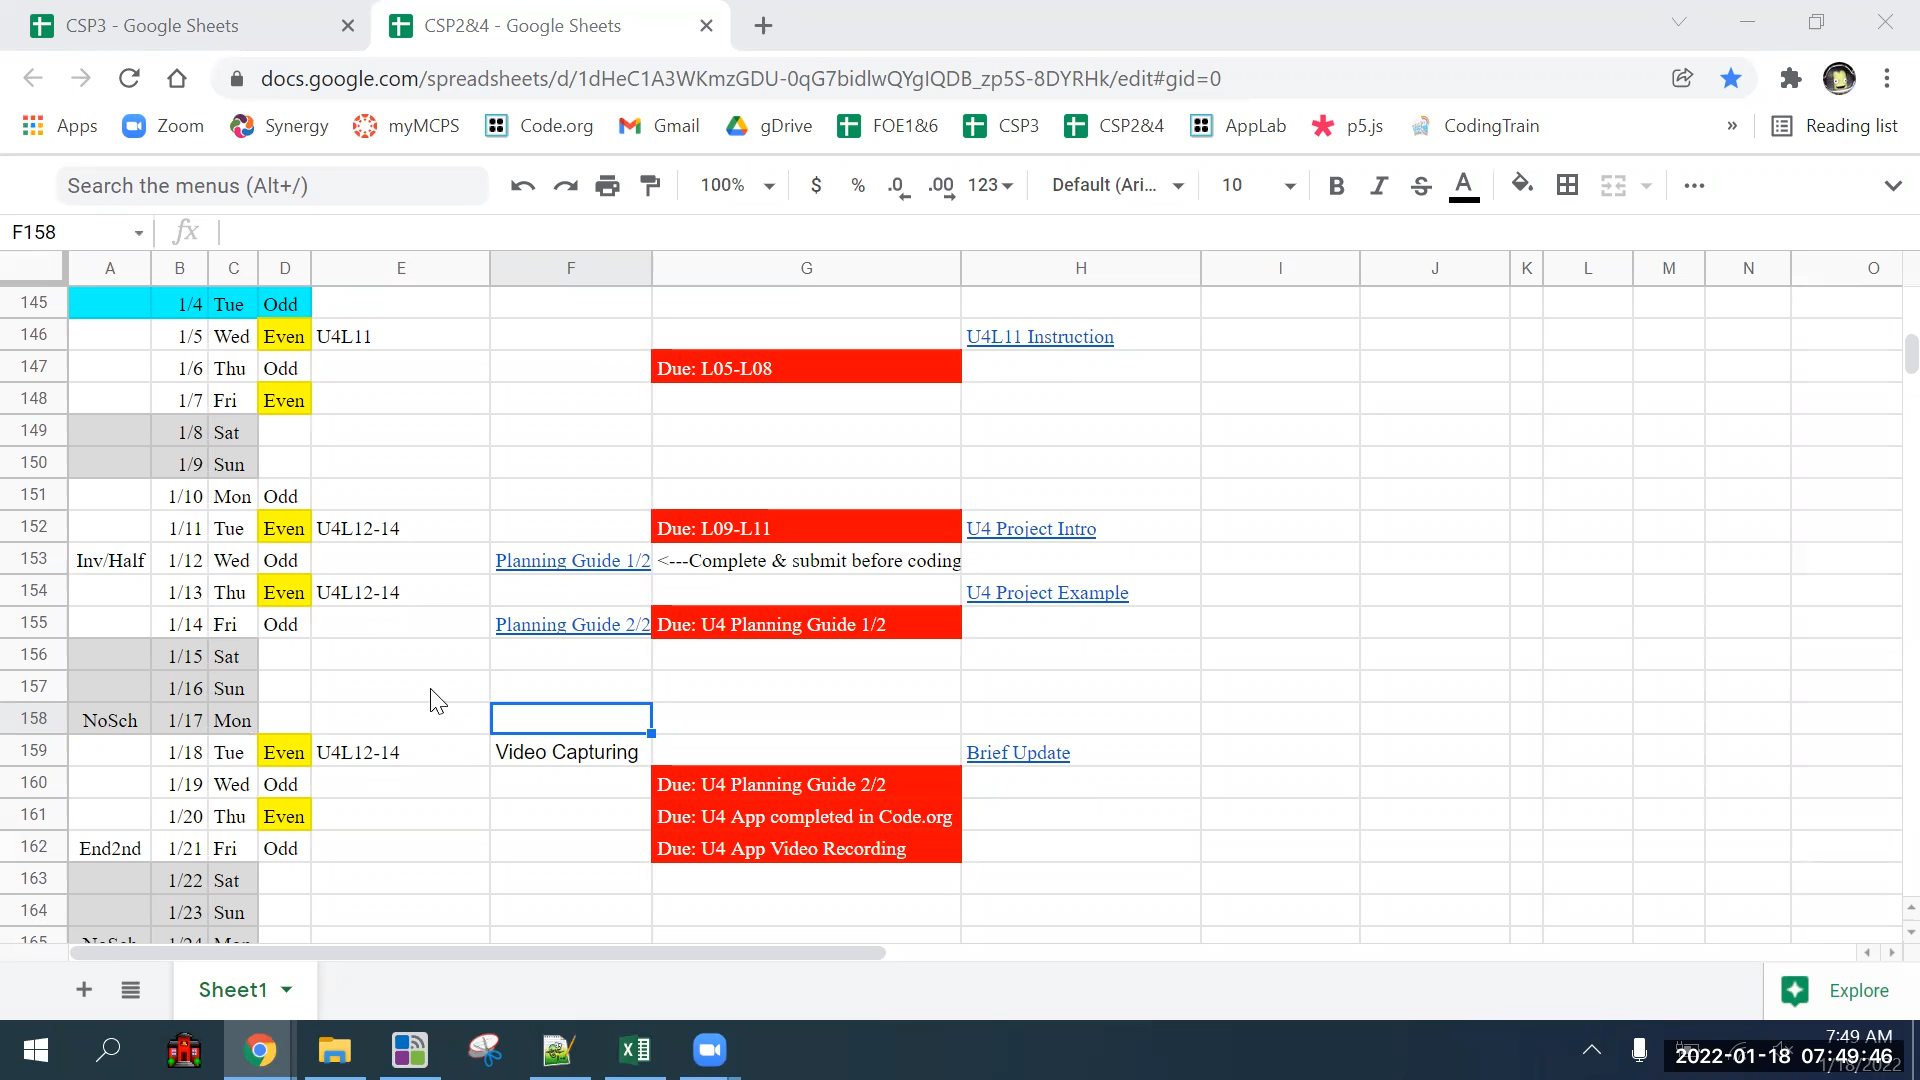 CSP3 - Google Sheets CSP2&4 - Google Sheets
docs.google.com/spreadsheets/d/1dHeC1A3WKmzGDU-0qG7bidlwQYglQDB_zp5S-8DYRHk/edit#gid=0
Apps Zoom Synergy myMCPS Code.org Gmail gDrive FOE1&6 CSP3 CSP2&4 AppLab p5.js CodingTrain » Reading list
Search the menus (Alt+/) 100% $ % .0 .00 123 Default (Ari... 10 B I S A
F158 fx
A B C D E F G H I J K L M N O
145 1/4 Tue Odd
146 1/5 Wed Even U4L11 U4L11 Instruction
147 1/6 Thu Odd Due: L05-L08
148 1/7 Fri Even
149 1/8 Sat
150 1/9 Sun
151 1/10 Mon Odd
152 1/11 Tue Even U4L12-14 Due: L09-L11 U4 Project Intro
153 Inv/Half 1/12 Wed Odd Planning Guide 1/2 <---Complete & submit before coding
154 1/13 Thu Even U4L12-14 U4 Project Example
155 1/14 Fri Odd Planning Guide 2/2 Due: U4 Planning Guide 1/2
156 1/15 Sat
157 1/16 Sun
158 NoSch 1/17 Mon
159 1/18 Tue Even U4L12-14 Video Capturing Brief Update
160 1/19 Wed Odd Due: U4 Planning Guide 2/2
161 1/20 Thu Even Due: U4 App completed in Code.org
162 End2nd 1/21 Fri Odd Due: U4 App Video Recording
163 1/22 Sat
164 1/23 Sun
165 NoSch 1/24 Mon
Sheet1 Explore
7:49 AM
2022-01-18 07:49:46
1/18/2022